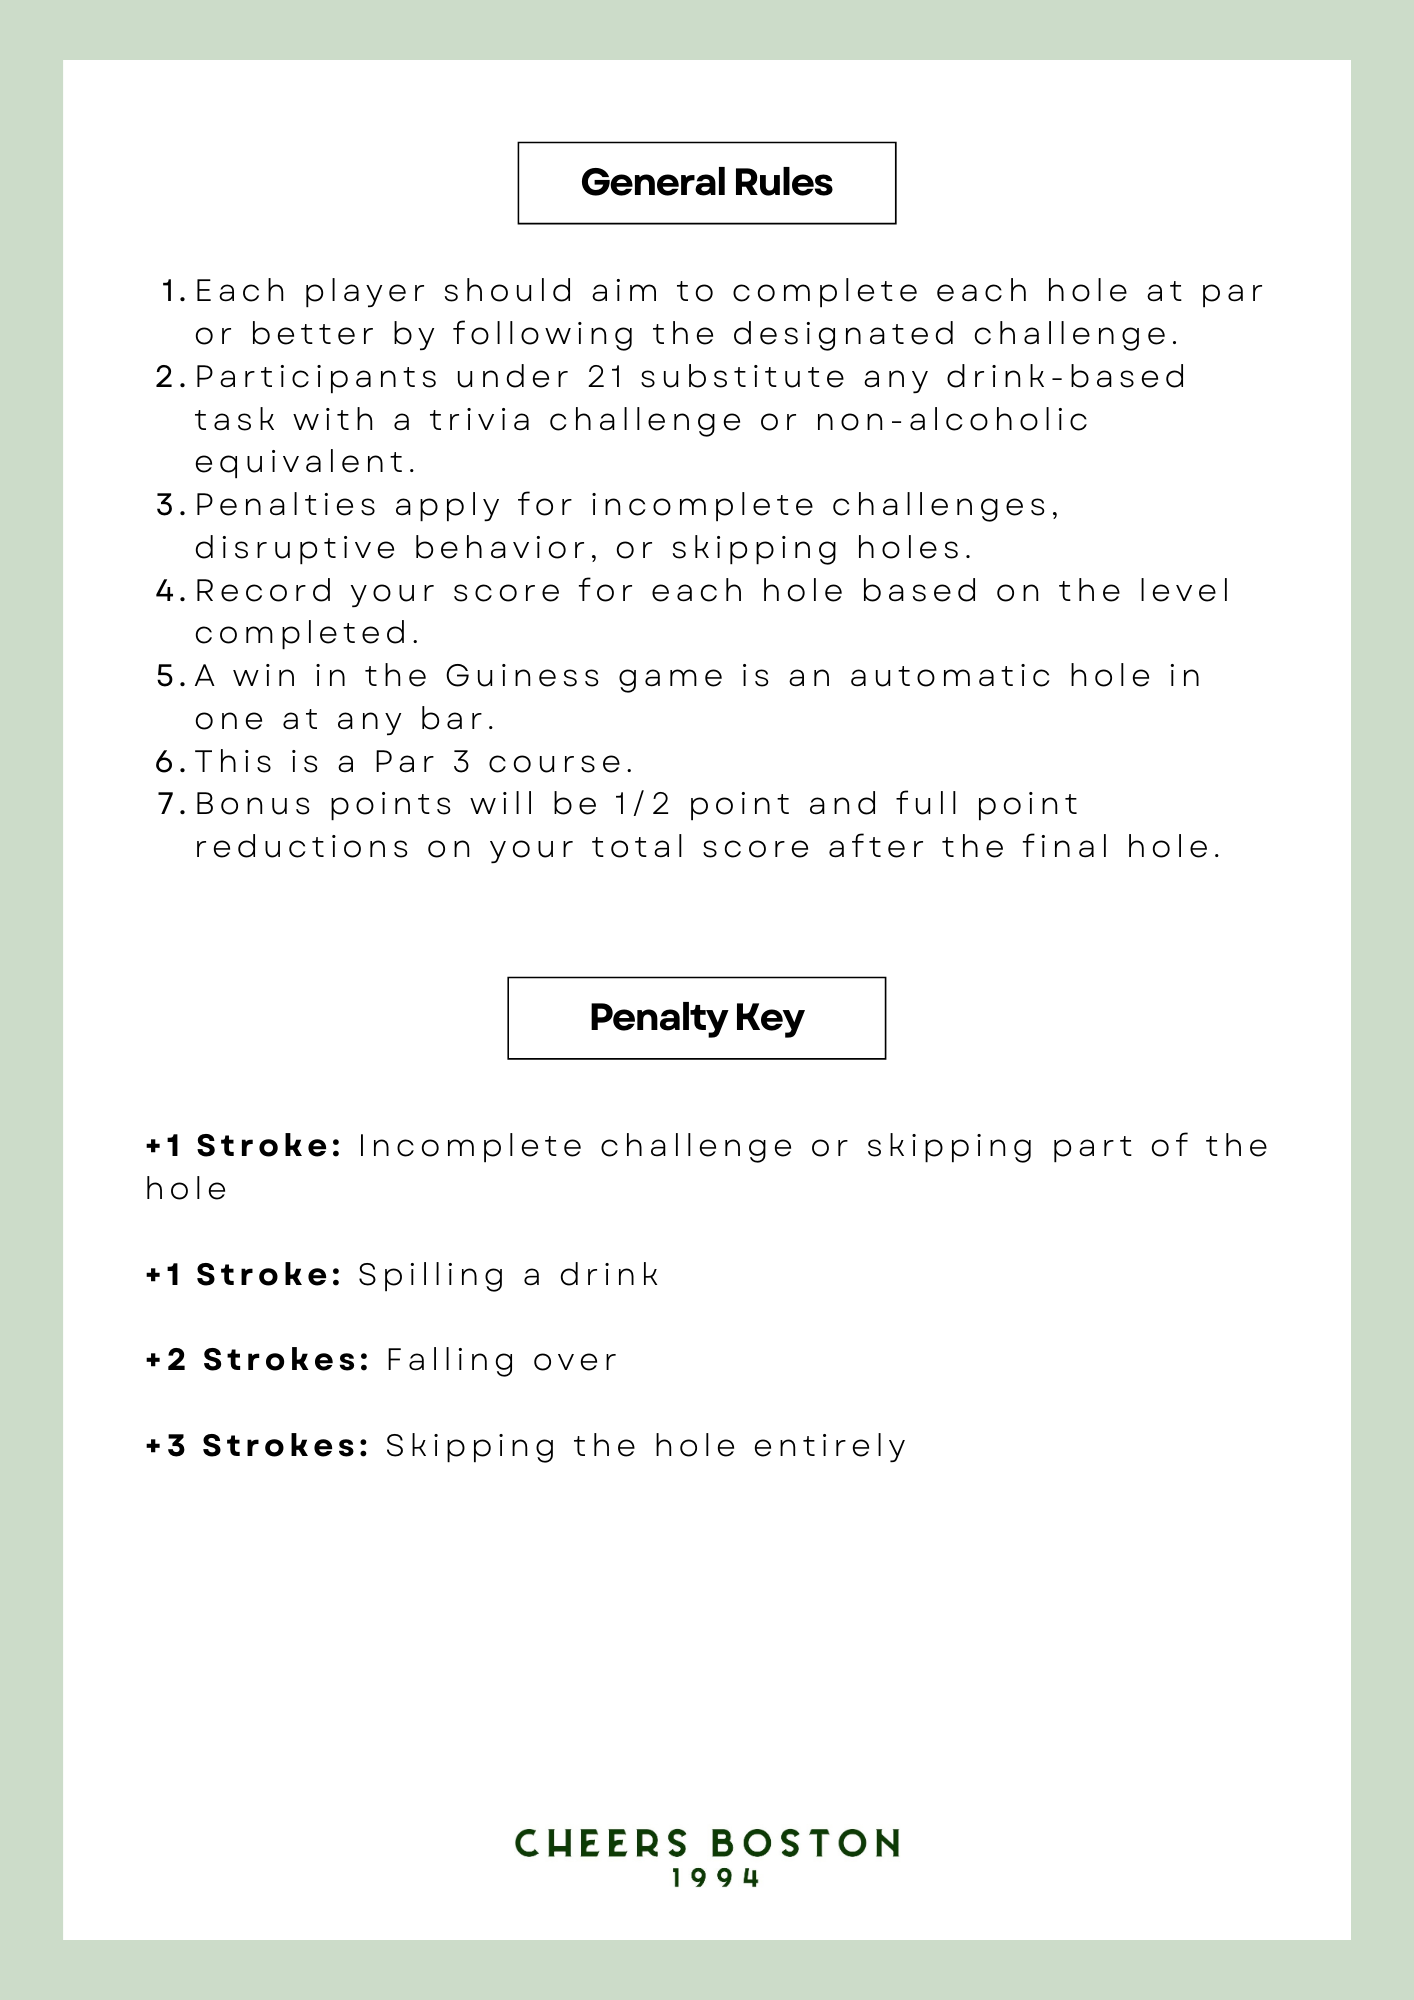 General Rules
1. Each player should aim to complete each hole at par
or better by following the designated challenge.
2. Participants under 21 substitute any drink-based
task with a trivia challenge or non-alcoholic
equivalent.
3. Penalties apply for incomplete challenges,
disruptive behavior, or skipping holes.
4. Record your score for each hole based on the level
completed.
5. A win in the Guiness game is an automatic hole in
one at any bar.
6. This is a Par 3 course.
7. Bonus points will be 1/2 point and full point
reductions on your total score after the final hole.
Penalty Key
+1 Stroke: Incomplete challenge or skipping part of the
hole
+1 Stroke: Spilling a drink
+2 Strokes: Falling over
+3 Strokes: Skipping the hole entirely
CHEERS BOSTON
1994